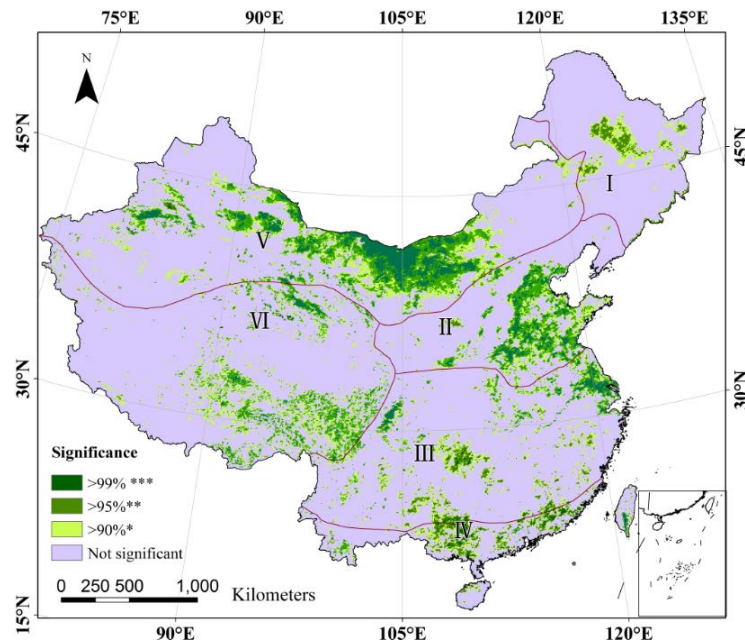 75°E 90°E 105°E 120°E 135°E
N
45°N
45°N
I
V
VI
II
30°N
30°N
III
IV
Significance
>99% ***
>95%**
>90%*
Not significant
0 250 500 1,000
Kilometers
15°N
90°E 105°E 120°E